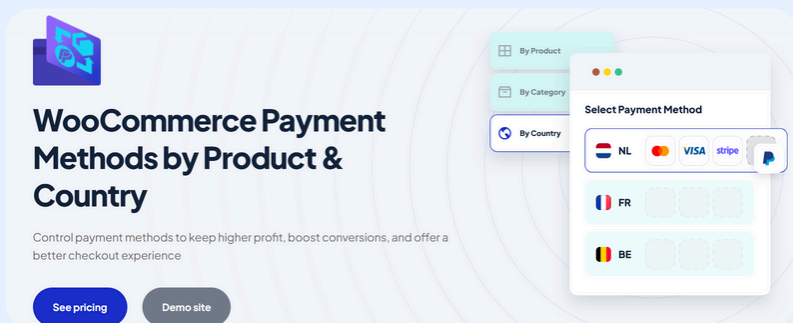 WooCommerce Payment
Methods by Product &
Country
Control payment methods to keep higher profit, boost conversions, and offer a
better checkout experience
See pricing
Demo site
By Product
By Category
By Country
Select Payment Method
NL
VISA
stripe
FR
BE